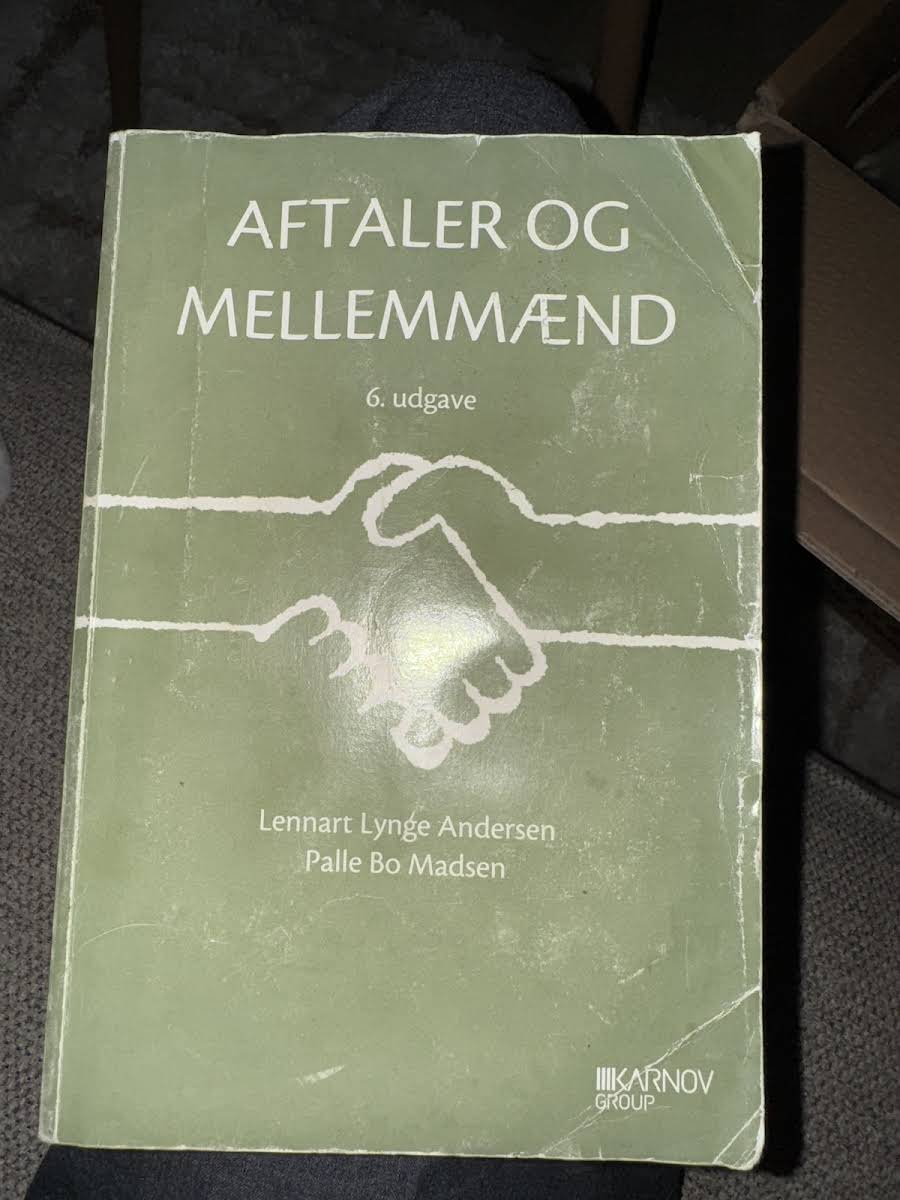 AFTALER OG
MELLEMMÆND
6. udgave
Lennart Lynge Andersen
Palle Bo Madsen
KARNOV
GROUP